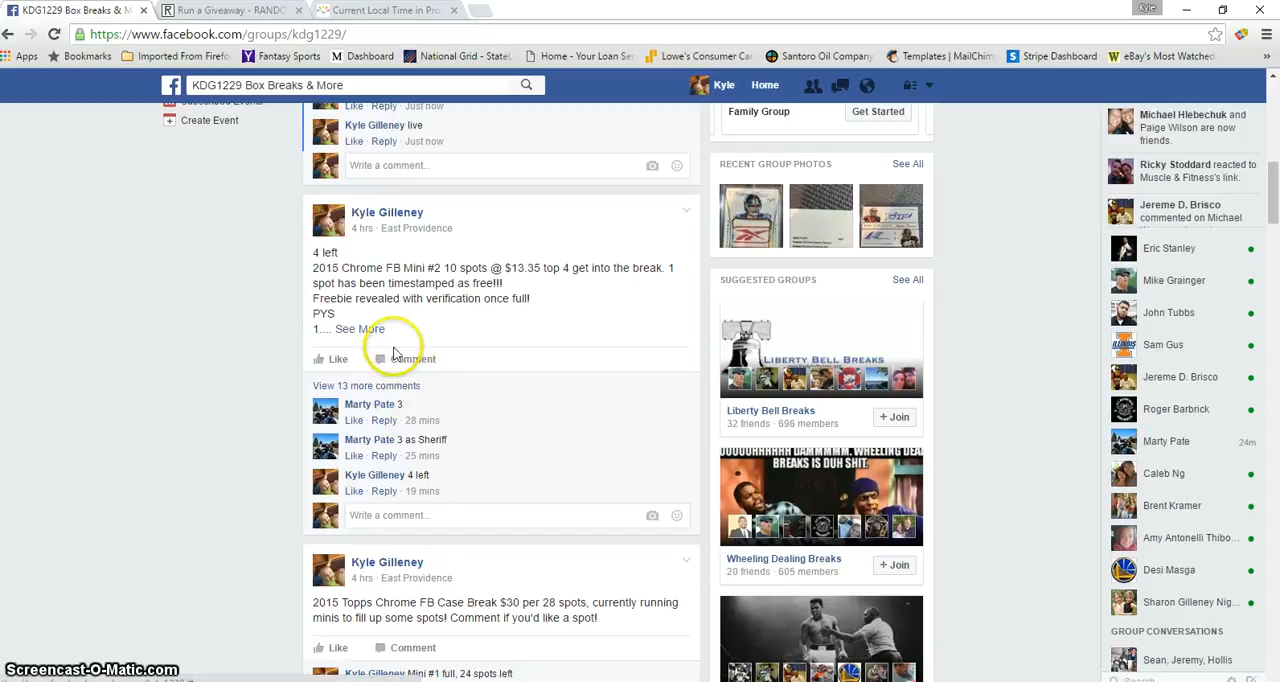 KDG1229 Box Breaks & M
Run a Giveaway - RANDO
Current Local Time in Pro
Kyle
https://www.facebook.com/groups/kdg1229/
Apps
Bookmarks
Imported From Firefo
Fantasy Sports
Dashboard
National Grid - StateL
Home - Your Loan Ser
Lowe's Consumer Car
Santoro Oil Company
Templates | MailChim
Stripe Dashboard
eBay's Most Watched
KDG1229 Box Breaks & More
Kyle
Home
Create Event
Like · Reply · Just now
Kyle Gilleney live
Like · Reply · Just now
Write a comment...
Kyle Gilleney
4 hrs · East Providence
4 left
2015 Chrome FB Mini #2 10 spots @ $13.35 top 4 get into the break. 1
spot has been timestamped as free!!!
Freebie revealed with verification once full!
PYS
1.... See More
Like
Comment
View 13 more comments
Marty Pate 3
Like · Reply · 28 mins
Marty Pate 3 as Sheriff
Like · Reply · 25 mins
Kyle Gilleney 4 left
Like · Reply · 19 mins
Write a comment...
Kyle Gilleney
4 hrs · East Providence
2015 Topps Chrome FB Case Break $30 per 28 spots, currently running
minis to fill up some spots! Comment if you'd like a spot!
Like
Comment
Kyle Gilleney Mini #1 full, 24 spots left
Family Group
Get Started
RECENT GROUP PHOTOS
See All
SUGGESTED GROUPS
See All
LIBERTY BELL BREAKS
Liberty Bell Breaks
32 friends · 696 members
+ Join
BREAKS IS DUH SHIT.
Wheeling Dealing Breaks
20 friends · 605 members
+ Join
Michael Hlebechuk and
Paige Wilson are now
friends.
Ricky Stoddard reacted to
Muscle & Fitness's link.
Jereme D. Brisco
commented on Michael
Eric Stanley
Mike Grainger
John Tubbs
ILLINOIS
Sam Gus
Jereme D. Brisco
Roger Barbrick
Marty Pate
24m
Caleb Ng
Brent Kramer
Amy Antonelli Thibo...
Desi Masga
Sharon Gilleney Nig...
GROUP CONVERSATIONS
Sean, Jeremy, Hollis
Search
Screencast-O-Matic.com